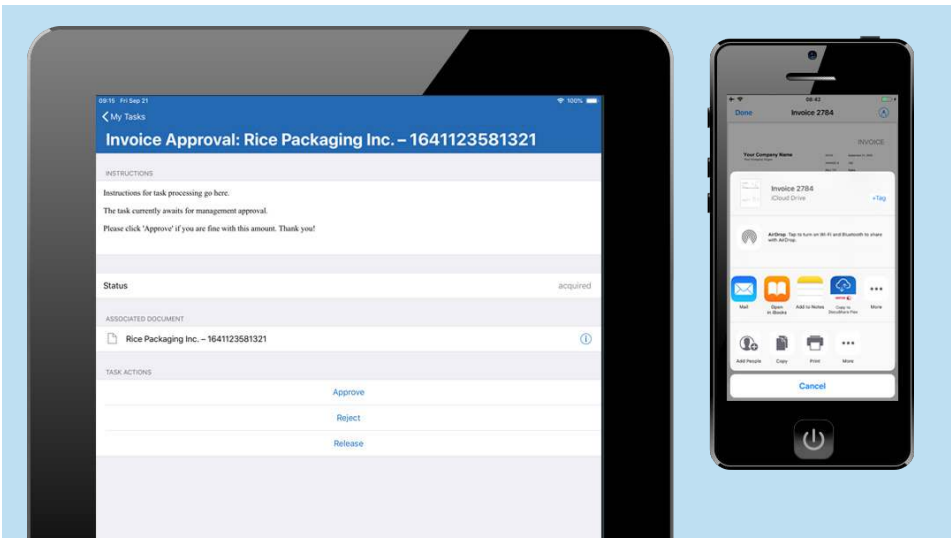 09:15 Fri Sep 21
100%
My Tasks
Invoice Approval: Rice Packaging Inc. – 1641123581321
INSTRUCTIONS
Instructions for task processing go here.
The task currently awaits for management approval.
Please click 'Approve' if you are fine with this amount. Thank you!
Status
acquired
ASSOCIATED DOCUMENT
Rice Packaging Inc. – 1641123581321
TASK ACTIONS
Approve
Reject
Release
08:42
Done
Invoice 2784
INVOICE
Your Company Name
Invoice 2784
iCloud Drive
+Tag
AirDrop. Tap to turn on Wi-Fi and Bluetooth to share
with AirDrop.
Mail
Open
in iBooks
Add to Notes
Copy to
DocuShare Flex
More
Add People
Copy
Print
More
Cancel